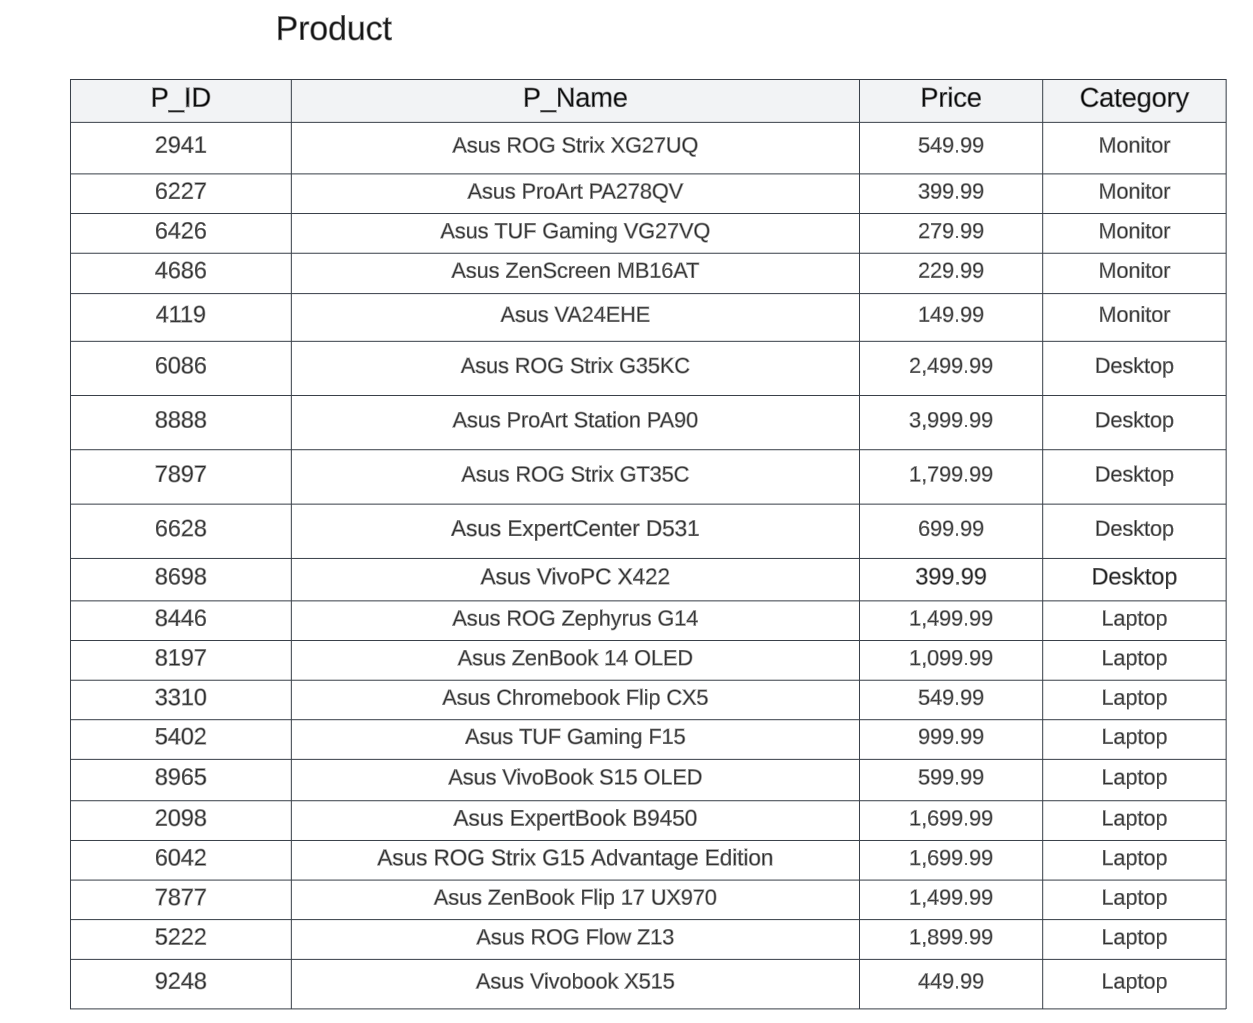 Product
P_ID P_Name Price Category
2941 Asus ROG Strix XG27UQ 549.99 Monitor
6227 Asus ProArt PA278QV 399.99 Monitor
6426 Asus TUF Gaming VG27VQ 279.99 Monitor
4686 Asus ZenScreen MB16AT 229.99 Monitor
4119 Asus VA24EHE 149.99 Monitor
6086 Asus ROG Strix G35KC 2,499.99 Desktop
8888 Asus ProArt Station PA90 3,999.99 Desktop
7897 Asus ROG Strix GT35C 1,799.99 Desktop
6628 Asus ExpertCenter D531 699.99 Desktop
8698 Asus VivoPC X422 399.99 Desktop
8446 Asus ROG Zephyrus G14 1,499.99 Laptop
8197 Asus ZenBook 14 OLED 1,099.99 Laptop
3310 Asus Chromebook Flip CX5 549.99 Laptop
5402 Asus TUF Gaming F15 999.99 Laptop
8965 Asus VivoBook S15 OLED 599.99 Laptop
2098 Asus ExpertBook B9450 1,699.99 Laptop
6042 Asus ROG Strix G15 Advantage Edition 1,699.99 Laptop
7877 Asus ZenBook Flip 17 UX970 1,499.99 Laptop
5222 Asus ROG Flow Z13 1,899.99 Laptop
9248 Asus Vivobook X515 449.99 Laptop